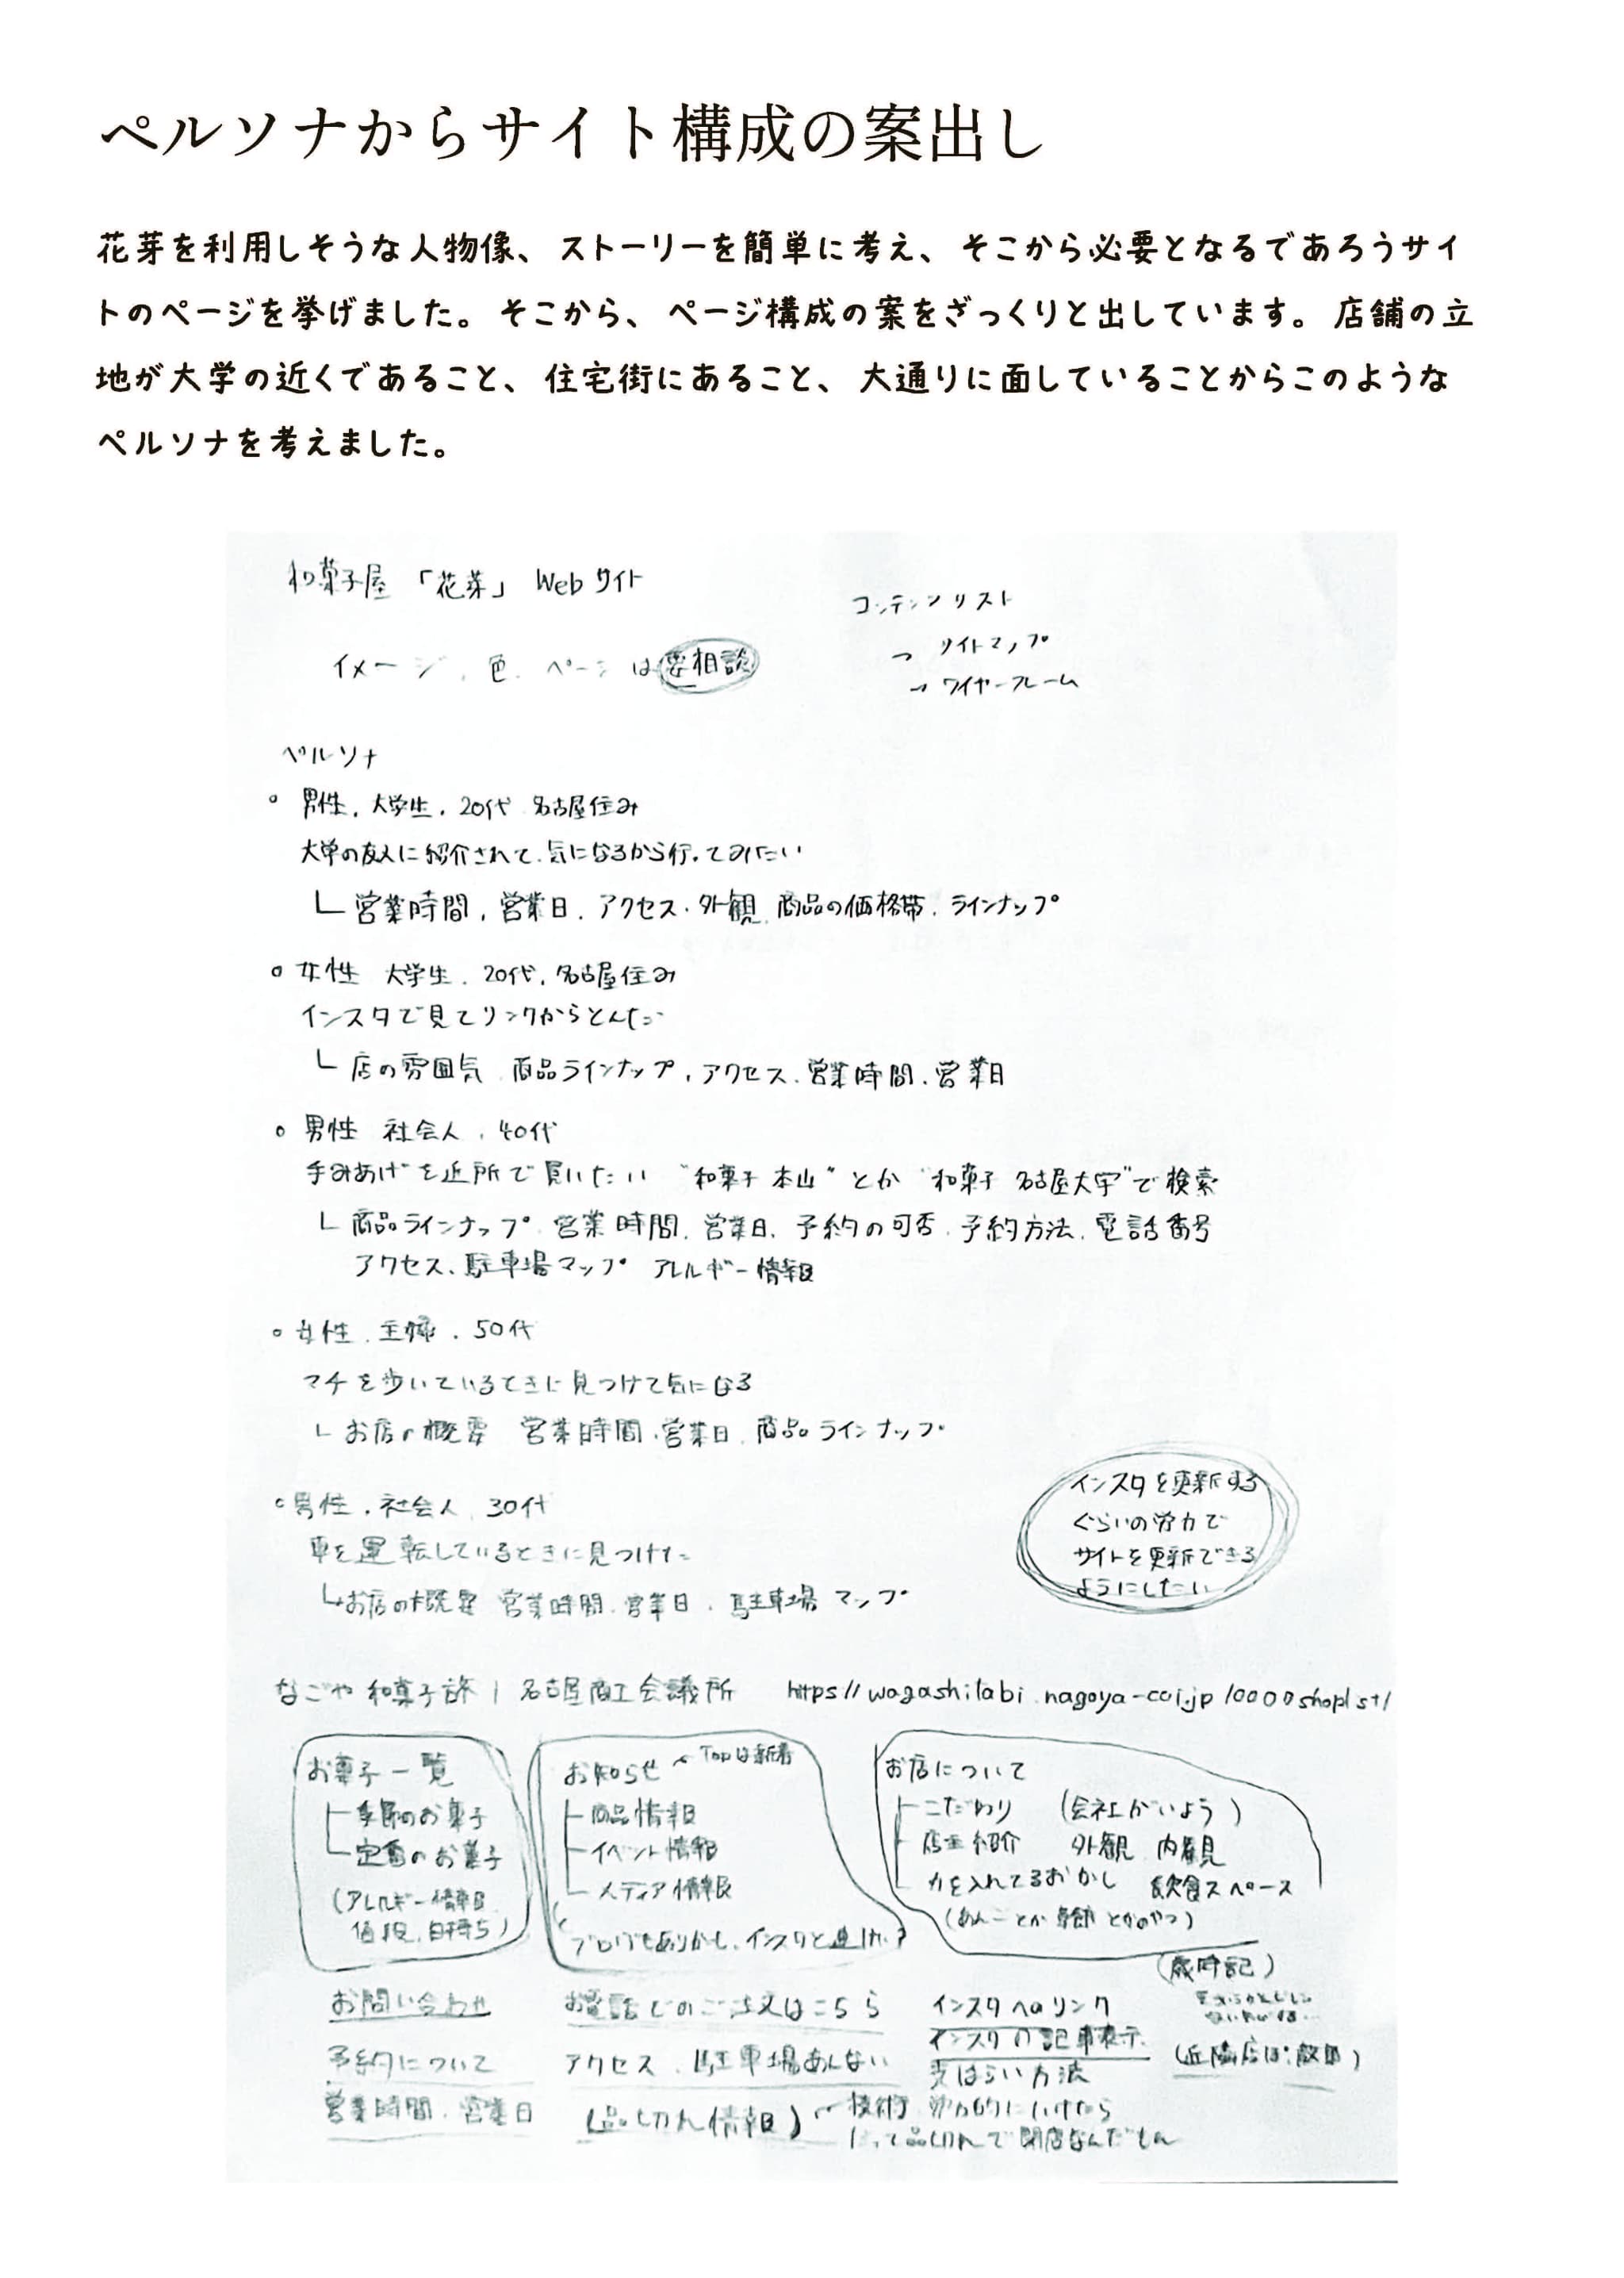 ペルソナからサイト構成の案出し
花芽を利用しそうな人物像、ストーリーを簡単に考え、そこから必要となるであろうサイ
トのページを挙げました。そこから、ページ構成の案をざっくりと出しています。店舗の立
地が大学の近くであること、住宅街にあること、大通りに面していることからこのような
ペルソナを考えました。
和菓子屋「花芽」Webサイト
イメージ、色、ページは要相談
コンテンツリスト
→ サイトマップ
→ ワイヤーフレーム
ペルソナ
○ 男性、大学生、20代 名古屋住み
大学の友人に紹介されて、気になるから行ってみたい
└ 営業時間、営業日、アクセス・外観、商品の価格帯、ラインナップ
○ 女性 大学生、20代、名古屋住み
インスタで見てリンクからとんだ
└ 店の雰囲気、商品ラインナップ、アクセス、営業時間、営業日
○ 男性 社会人、40代
手みあげを近所で買いたい "和菓子 本山"とか "和菓子 名古屋大学"で検索
└ 商品ラインナップ、営業時間、営業日、予約の可否、予約方法、電話番号
アクセス、駐車場マップ アレルギー情報
○ 女性、主婦、50代
マチを歩いているときに見つけて気になる
└ お店の概要 営業時間、営業日、商品ラインナップ
○ 男性、社会人、30代
車を運転しているときに見つけた
└ お店の概要 営業時間、営業日、駐車場マップ
インスタを更新する
ぐらいの労力で
サイトを更新できる
ようにしたい
なごや和菓子旅 | 名古屋商工会議所 https://wagashitabi.nagoya-cci.jp/0000shoplst/
お菓子一覧
├ 季節のお菓子
└ 定番のお菓子
(アレルギー情報、
値段、日持ち)
お知らせ ← Topは新着
├ 商品情報
├ イベント情報
└ メディア情報
ブログもありかも、インスタと連けい?
お店について
├ こだわり (会社がいよう)
├ 店主紹介 外観 内観
└ 力を入れてるおかし 飲食スペース
(あんことか季節とかのやつ)
(歳時記)
お問い合わせ
お電話でのご注文はこちら
インスタへのリンク
インスタの記事表示
予約について
アクセス、駐車場あんない
支はらい方法
(近隣店は、散歩)
営業時間、営業日
(品切れ情報) ← 技術、労力的にいけたら
だって品切れで閉店なんだもん